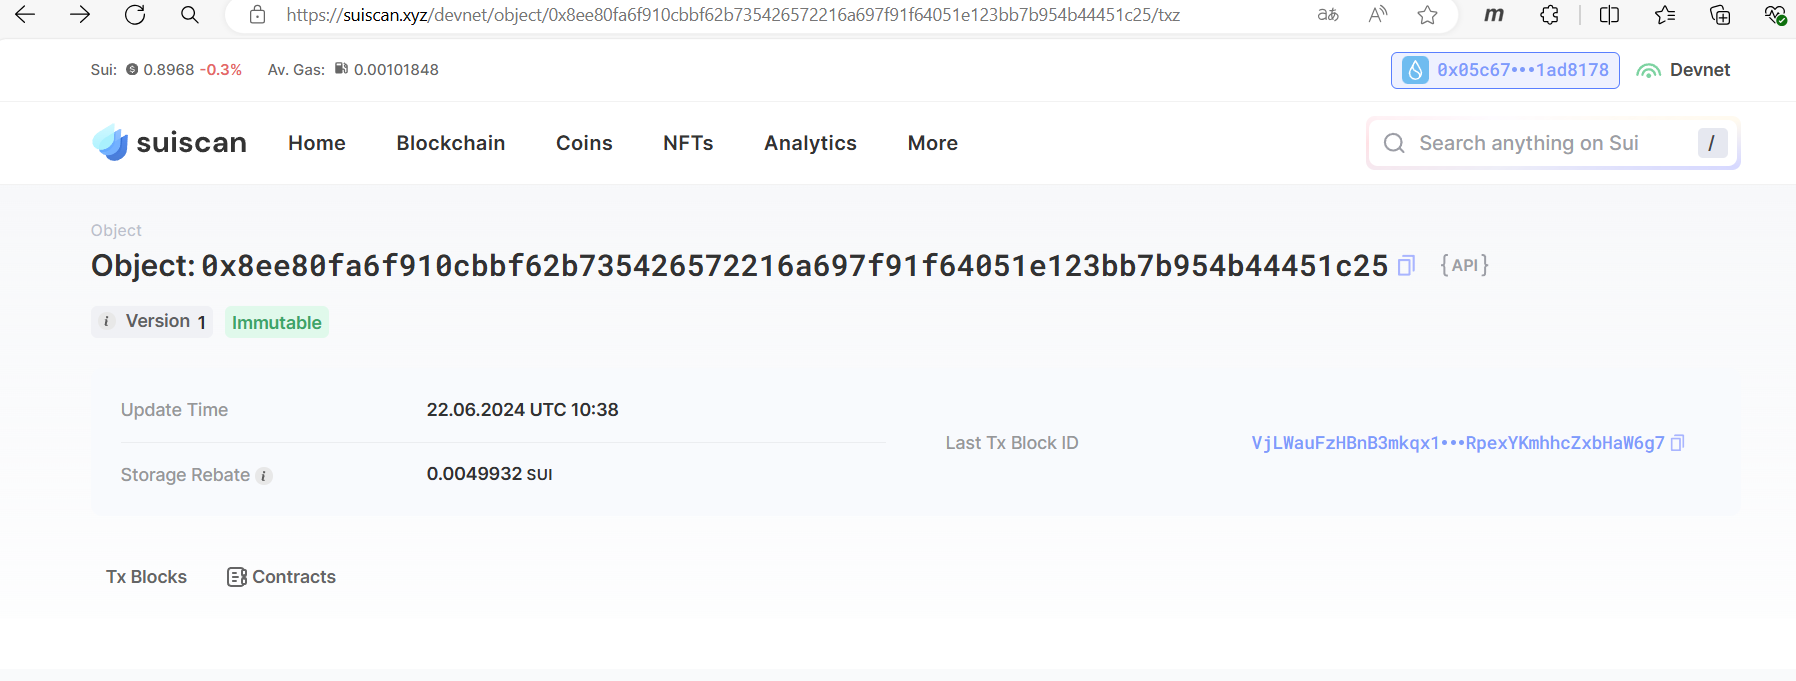 https://suiscan.xyz/devnet/object/0x8ee80fa6f910cbbf62b735426572216a697f91f64051e123bb7b954b44451c25/txz
Sui: 0.8968 -0.3% Av. Gas: 0.00101848 0x05c67•••1ad8178 Devnet
suiscan Home Blockchain Coins NFTs Analytics More Search anything on Sui /
Object
Object: 0x8ee80fa6f910cbbf62b735426572216a697f91f64051e123bb7b954b44451c25 {API}
i Version 1 Immutable
Update Time 22.06.2024 UTC 10:38
Last Tx Block ID VjLWauFzHBnB3mkqx1•••RpexYKmhhcZxbHaW6g7
Storage Rebate i 0.0049932 SUI
Tx Blocks Contracts